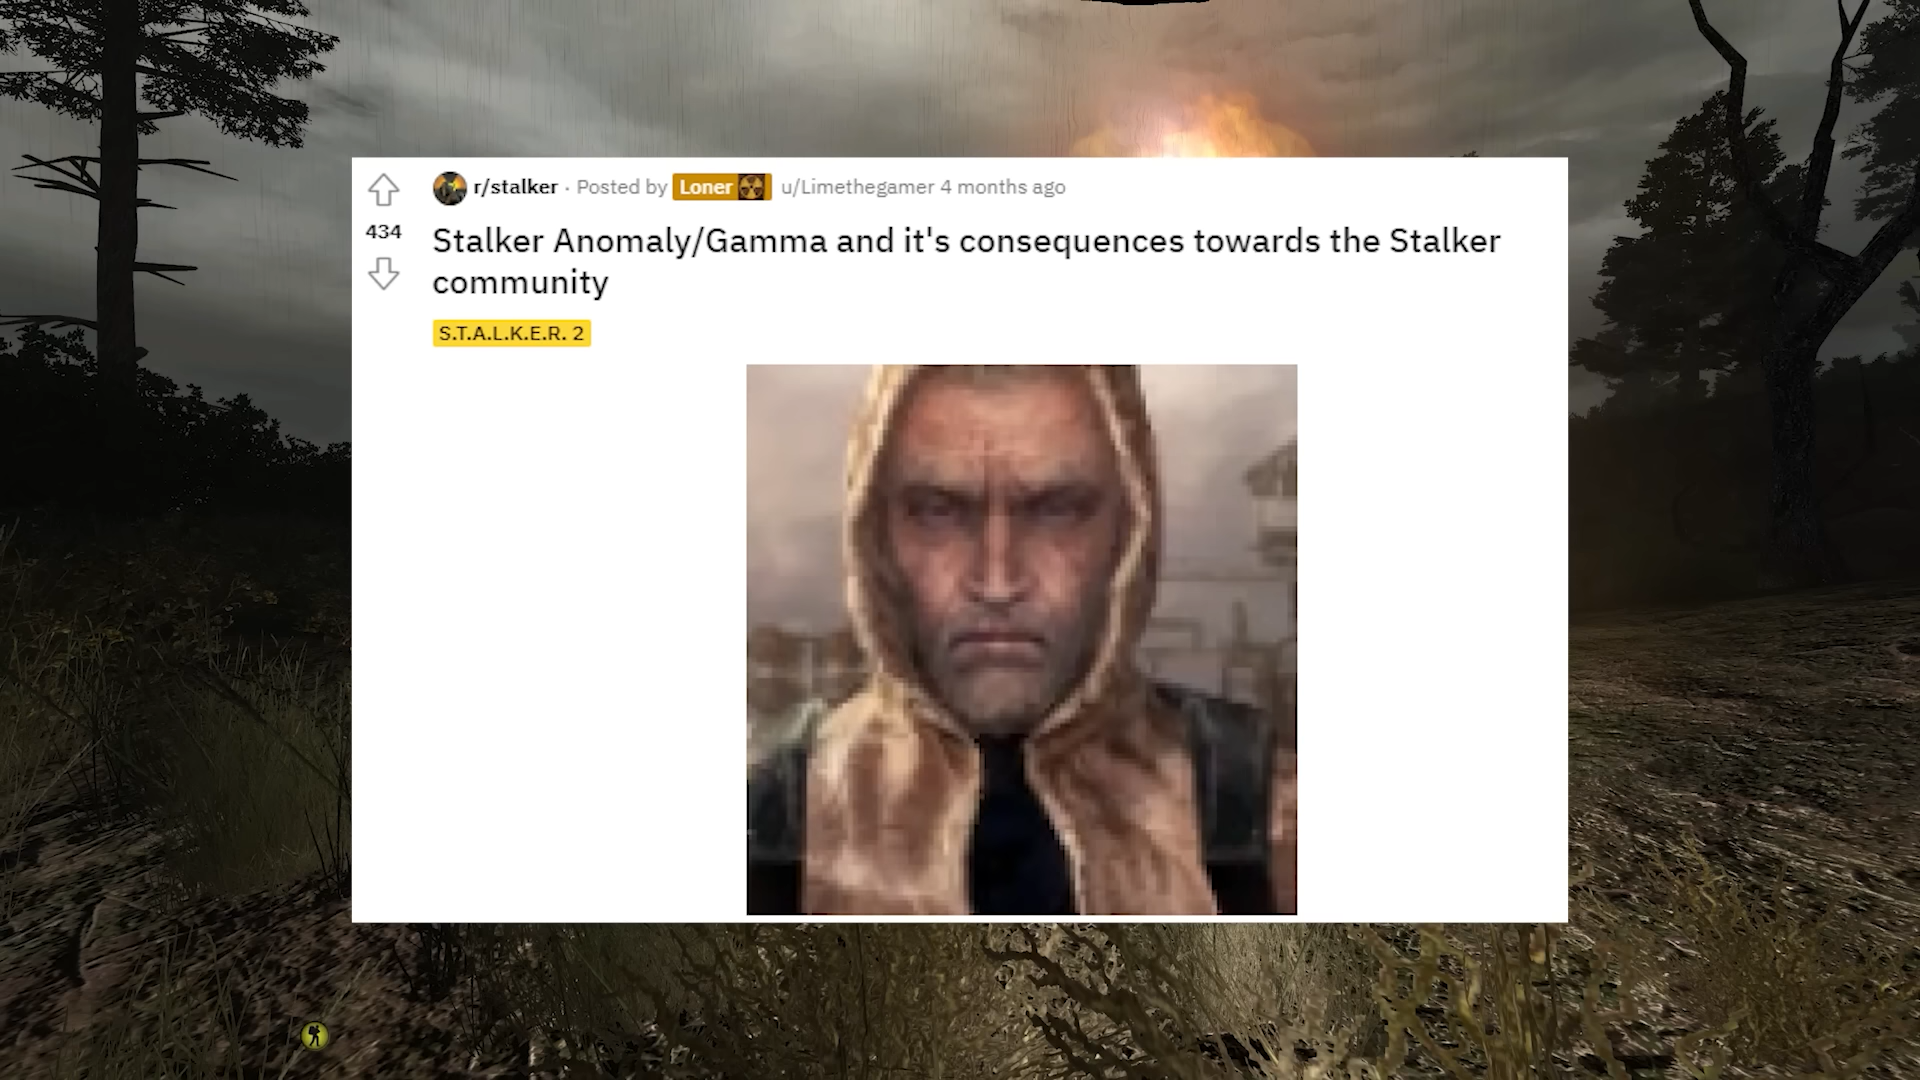 r/stalker · Posted by Loner u/Limethegamer 4 months ago
434
Stalker Anomaly/Gamma and it's consequences towards the Stalker
community
S.T.A.L.K.E.R. 2